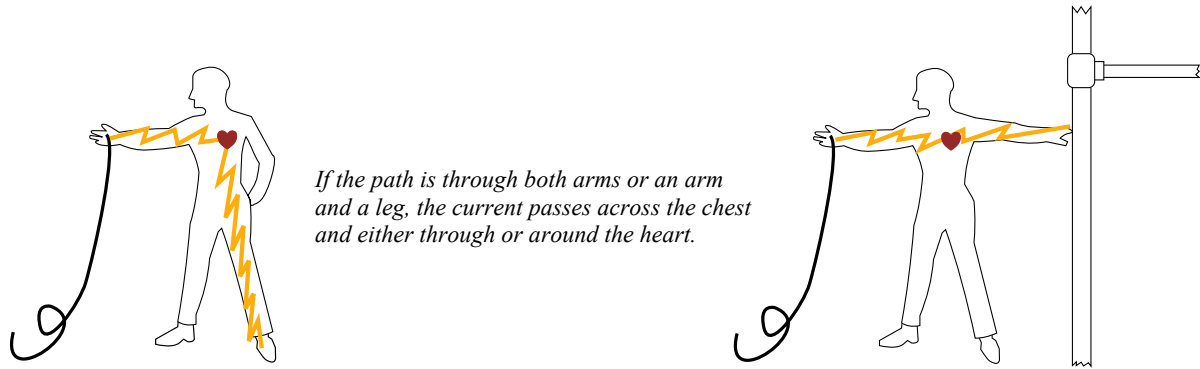 If the path is through both arms or an arm
and a leg, the current passes across the chest
and either through or around the heart.